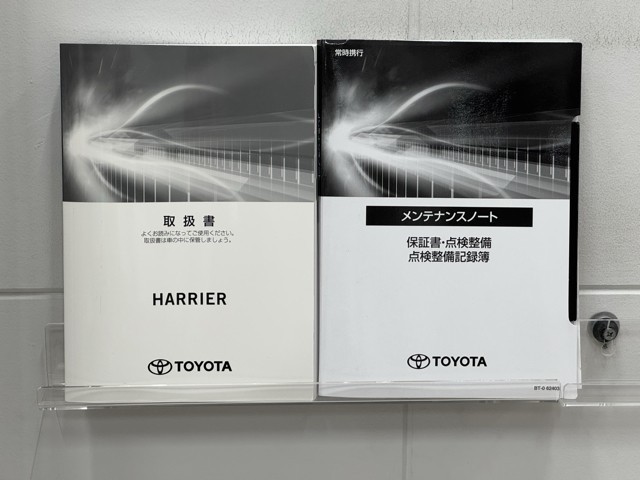 取扱書
よくお読みになってご使用ください。
取扱書は車の中に保管しましょう。
HARRIER
TOYOTA
常時携行
メンテナンスノート
保証書・点検整備
点検整備記録簿
TOYOTA
BT-0 62403